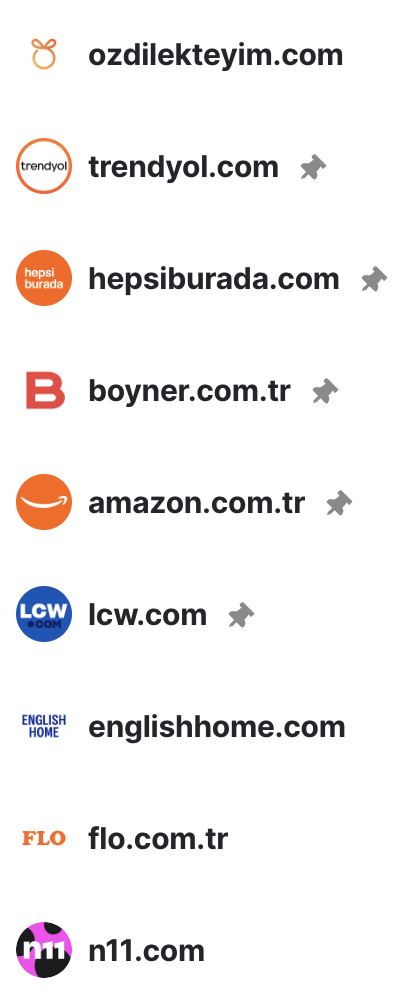 ozdilekteyim.com
trendyol
trendyol.com
hepsi
burada
hepsiburada.com
B
boyner.com.tr
amazon.com.tr
LCW
.COM
lcw.com
ENGLISH
HOME
englishhome.com
FLO
flo.com.tr
n11
n11.com